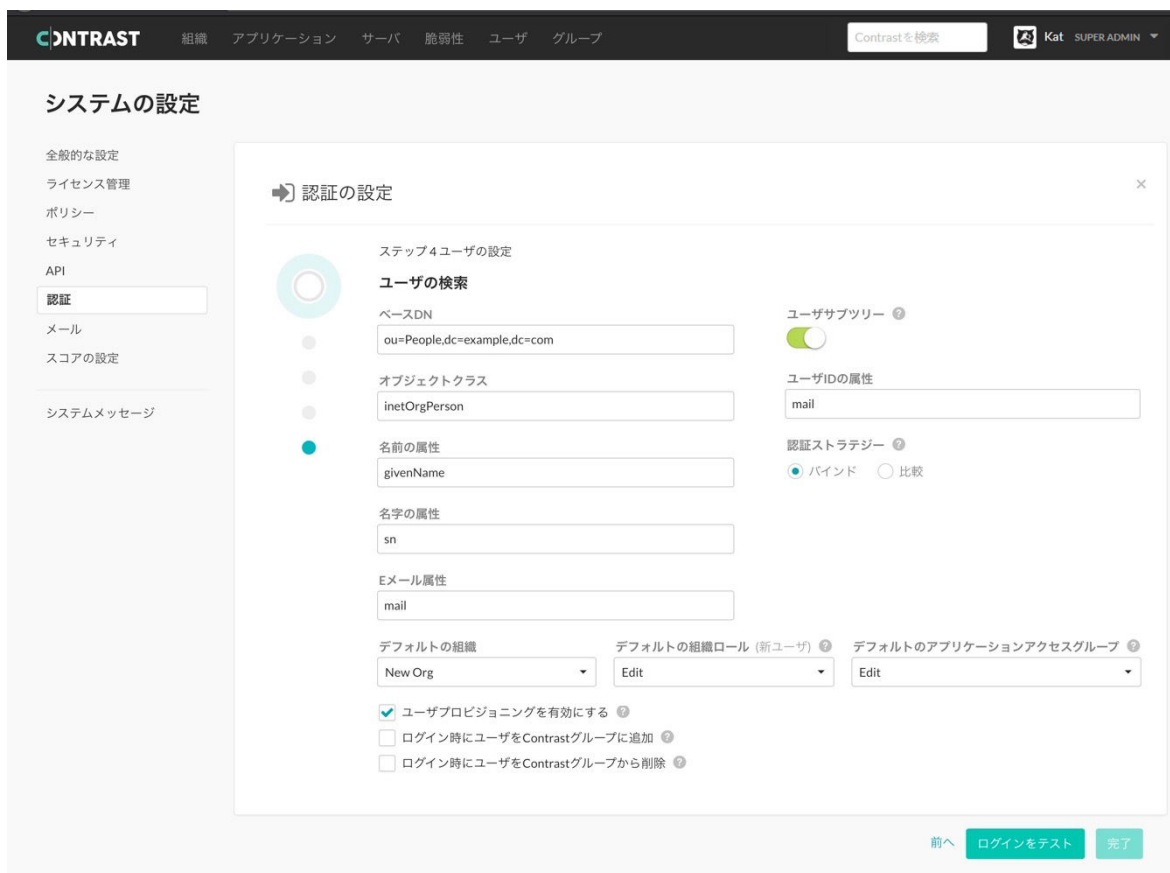 CONTRAST 組織 アプリケーション サーバ 脆弱性 ユーザ グループ Contrastを検索 Kat SUPER ADMIN
システムの設定
全般的な設定
ライセンス管理
ポリシー
セキュリティ
API
認証
メール
スコアの設定
システムメッセージ
認証の設定
ステップ4ユーザの設定
ユーザの検索
ベースDN
ou=People,dc=example,dc=com
ユーザサブツリー
オブジェクトクラス
inetOrgPerson
ユーザIDの属性
mail
名前の属性
givenName
認証ストラテジー
バインド 比較
名字の属性
sn
Eメール属性
mail
デフォルトの組織
New Org
デフォルトの組織ロール (新ユーザ)
Edit
デフォルトのアプリケーションアクセスグループ
Edit
ユーザプロビジョニングを有効にする
ログイン時にユーザをContrastグループに追加
ログイン時にユーザをContrastグループから削除
前へ ログインをテスト 完了